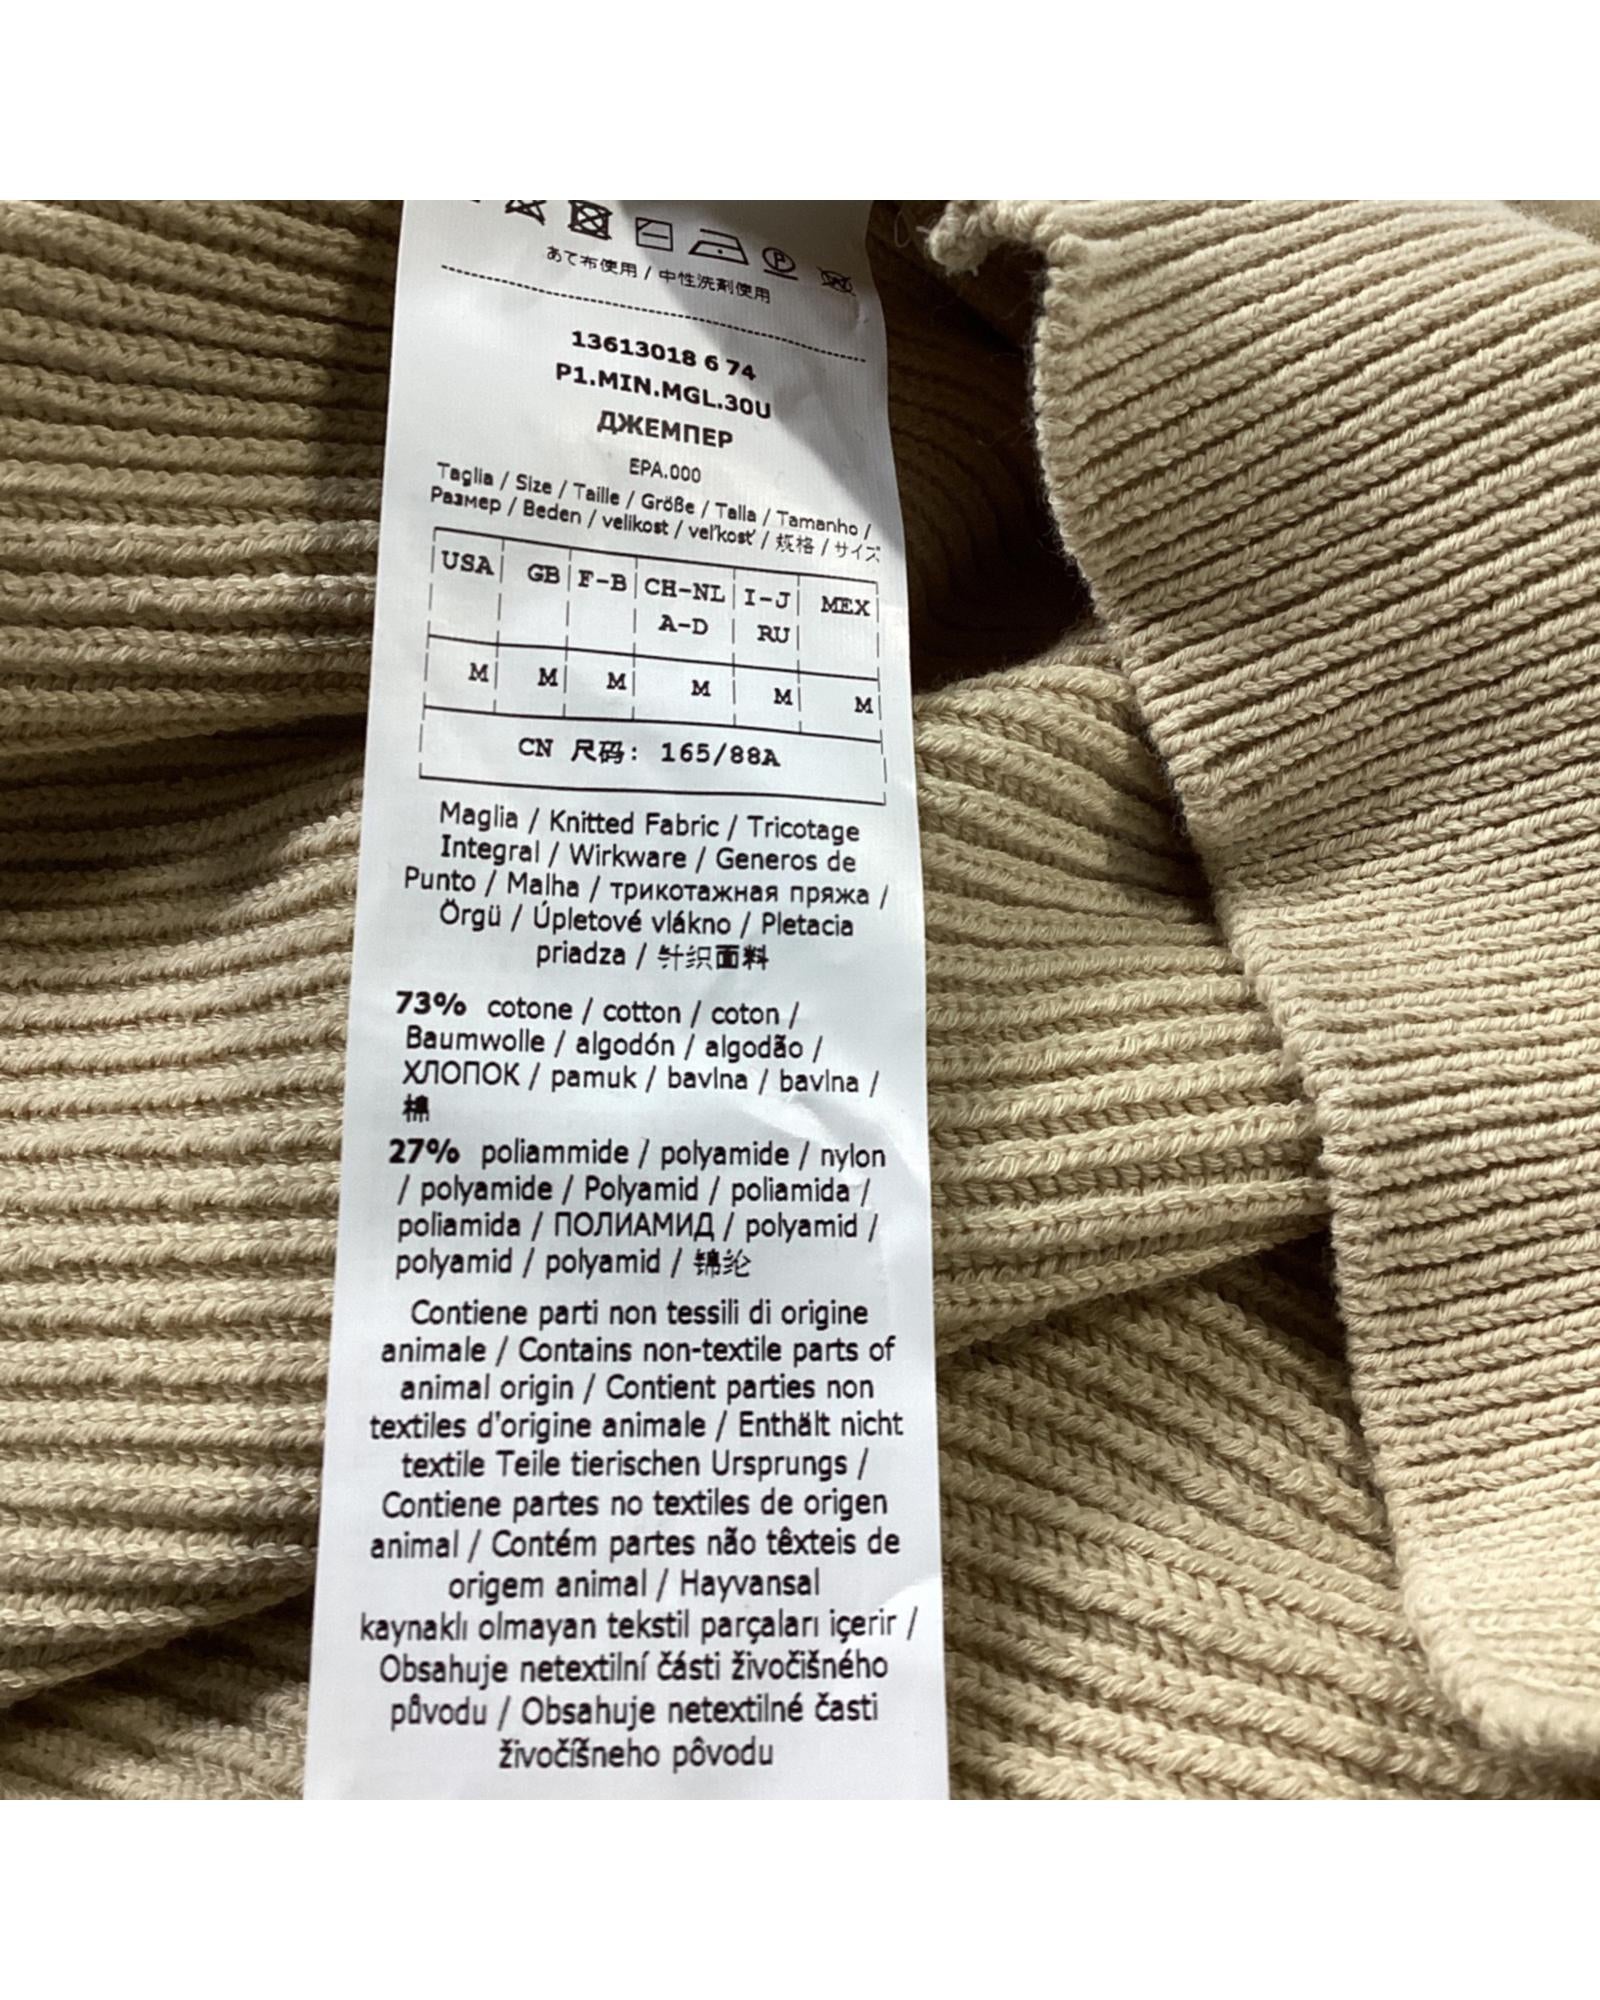 あて布使用 / 中性洗剤使用
13613018 6 74
P1.MIN.MGL.30U
ДЖЕМПЕР
EPA.000
Taglia / Size / Taille / Größe / Talla / Tamanho /
Размер / Beden / velikost / veľkosť / 规格 / サイズ
USA GB F-B CH-NL I-J MEX
A-D RU
M M M M M M
CN 尺码: 165/88A
Maglia / Knitted Fabric / Tricotage
Integral / Wirkware / Generos de
Punto / Malha / трикотажная пряжа /
Örgü / Úpletové vlákno / Pletacia
priadza / 针织面料
73% cotone / cotton / coton /
Baumwolle / algodón / algodão /
ХЛОПОК / pamuk / bavlna / bavlna /
棉
27% poliammide / polyamide / nylon
/ polyamide / Polyamid / poliamida /
poliamida / ПОЛИАМИД / polyamid /
polyamid / polyamid / 锦纶
Contiene parti non tessili di origine
animale / Contains non-textile parts of
animal origin / Contient parties non
textiles d'origine animale / Enthält nicht
textile Teile tierischen Ursprungs /
Contiene partes no textiles de origen
animal / Contém partes não têxteis de
origem animal / Hayvansal
kaynaklı olmayan tekstil parçaları içerir /
Obsahuje netextilní části živočišného
původu / Obsahuje netextilné časti
živočíšneho pôvodu